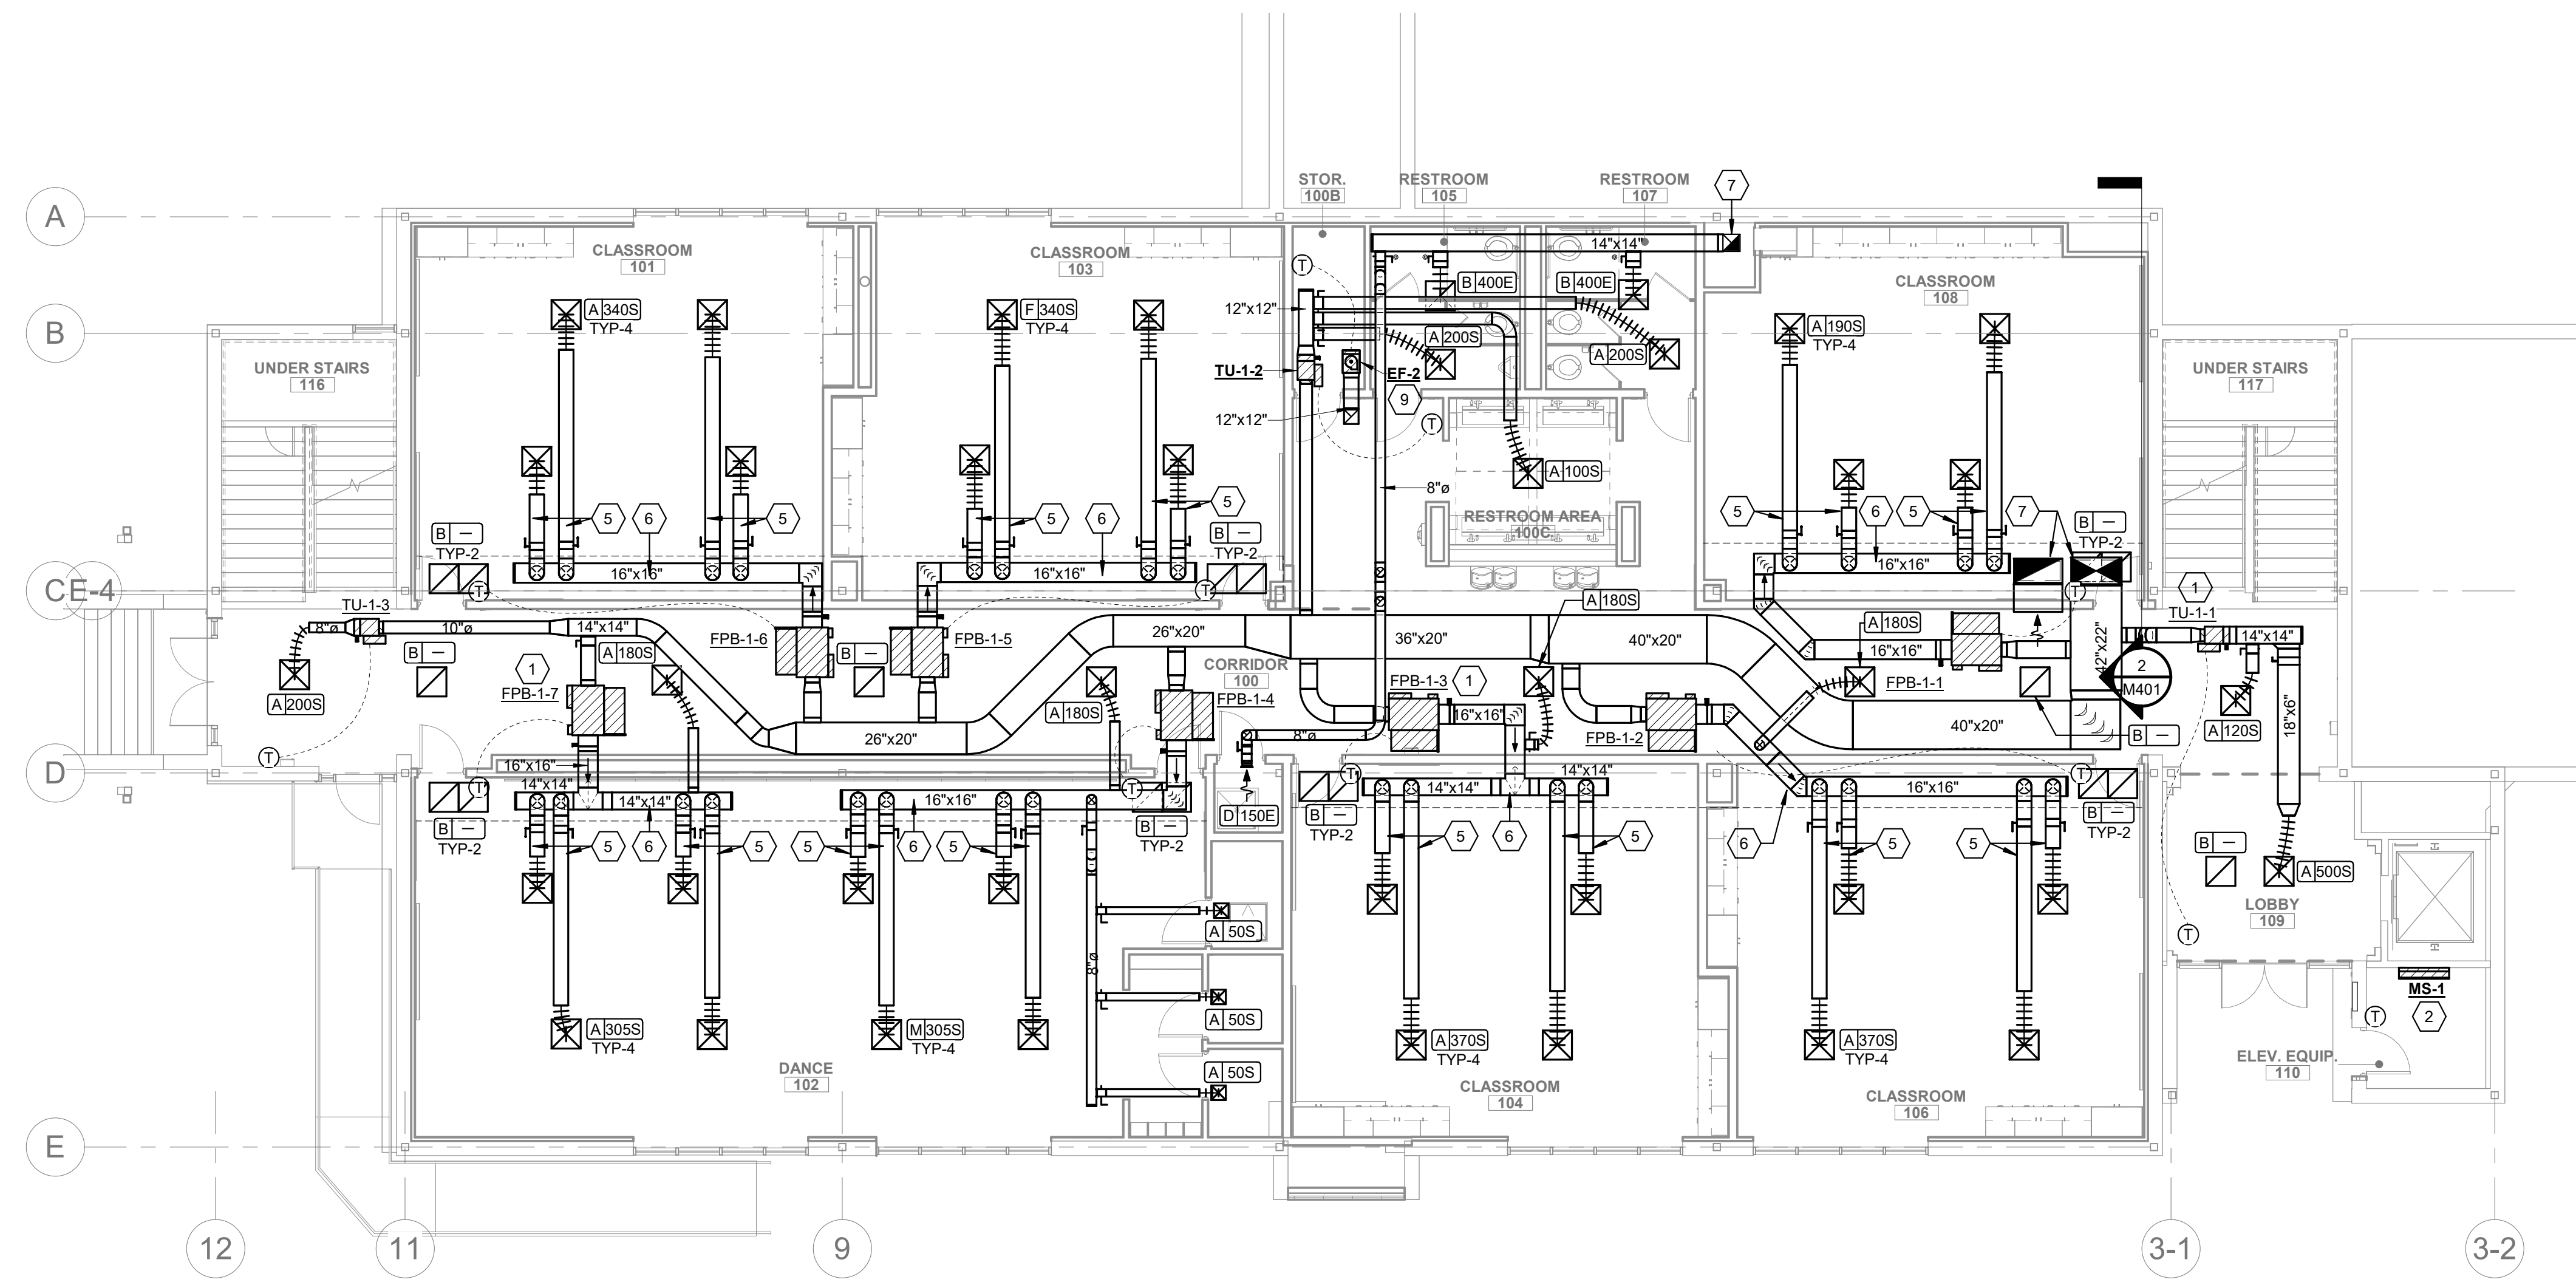 STOR.
100B
RESTROOM
105
RESTROOM
107
7
A
14"x14"
CLASSROOM
101
CLASSROOM
103
T
B 400E
B 400E
CLASSROOM
108
A 340S
TYP-4
F 340S
TYP-4
12"x12"
A 190S
TYP-4
B
A 200S
A 200S
UNDER STAIRS
116
TU-1-2
EF-2
UNDER STAIRS
117
9
12"x12"
T
A 100S
8"ø
5
6
5
5
6
5
RESTROOM AREA
100C
5
6
5
7
B —
TYP-2
B —
TYP-2
B —
TYP-2
16"x16"
16"x16"
16"x16"
C
E-4
T
T
T
1
TU-1-3
A 180S
TU-1-1
8"ø
10"ø
14"x14"
FPB-1-6
FPB-1-5
26"x20"
36"x20"
40"x20"
A 180S
14"x14"
B —
A 180S
B —
16"x16"
42"x22"
1
FPB-1-7
CORRIDOR
100
FPB-1-4
FPB-1-3
1
FPB-1-1
2
M401
A 200S
A 180S
16"x16"
18"x6"
A 120S
26"x20"
8"ø
FPB-1-2
40"x20"
B —
T
16"x16"
D
T
14"x14"
T
T
14"x14"
T
14"x14"
16"x16"
14"x14"
16"x16"
B —
TYP-2
B —
TYP-2
D 150E
B —
TYP-2
B —
TYP-2
5
6
5
5
6
5
5
6
5
6
5
5
B —
A 500S
LOBBY
109
A 50S
T
8"ø
MS-1
2
T
A 50S
A 305S
TYP-4
M 305S
TYP-4
A 370S
TYP-4
A 370S
TYP-4
ELEV. EQUIP.
110
DANCE
102
A 50S
CLASSROOM
104
CLASSROOM
106
E
12
11
9
3-1
3-2